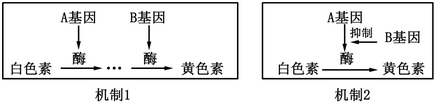 A基因 B基因
酶 酶
白色素 … 黄色素
机制1
A基因
抑制 B基因
酶
白色素 黄色素
机制2